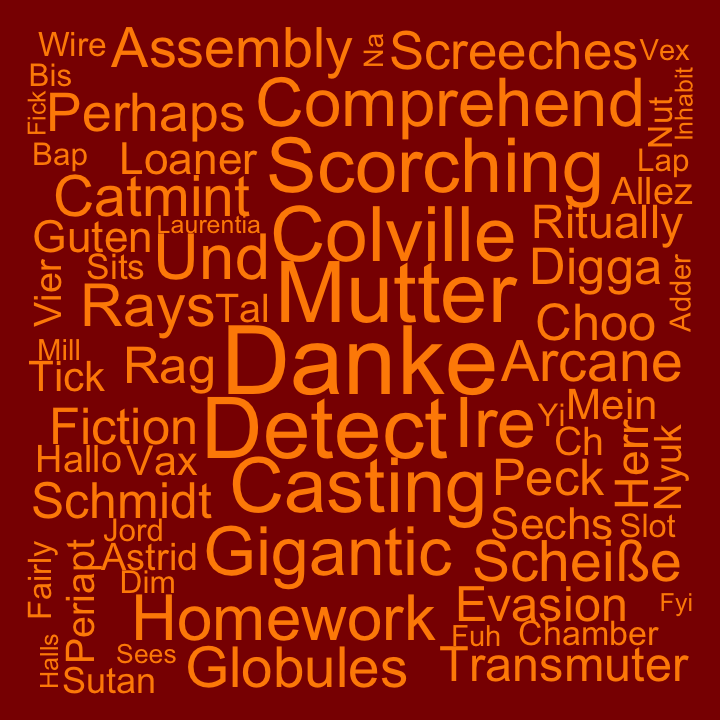 Wire
Assembly
Na
Screeches
Vex
Bis
Fick
Perhaps
Comprehend
Nut
Inhabit
Bap
Loaner
Scorching
Lap
Catmint
Allez
Laurentia
Colville
Ritually
Guten
Und
Sits
Digga
Vier
Rays
Tal
Mutter
Adder
Choo
Mill
Tick
Rag
Danke
Arcane
Fiction
Detect
Ire
Yi
Mein
Ch
Hallo
Vax
Casting
Peck
Herr
Nyuk
Schmidt
Jord
Sechs
Slot
Fairly
Periapt
Astrid
Gigantic
Scheiße
Dim
Homework
Evasion
Fyi
Halls
Sees
Fuh
Chamber
Sutan
Globules
Transmuter